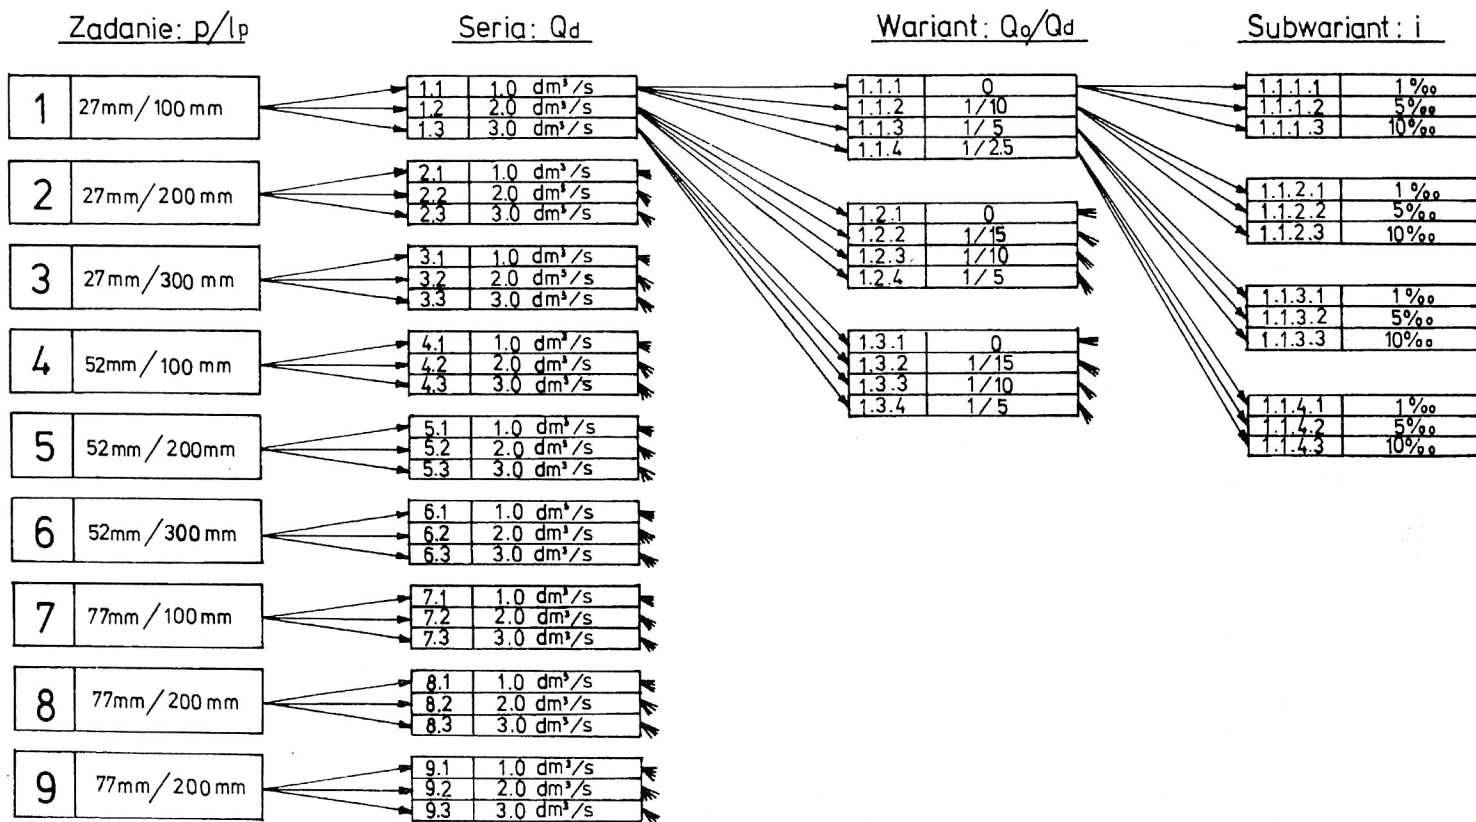 Zadanie: p/lp
Seria: Qd
Wariant: Qo/Qd
Subwariant: i
1 27mm/100 mm
1.1 1.0 dm³/s
1.2 2.0 dm³/s
1.3 3.0 dm³/s
2 27mm/200 mm
2.1 1.0 dm³/s
2.2 2.0 dm³/s
2.3 3.0 dm³/s
3 27mm/300 mm
3.1 1.0 dm³/s
3.2 2.0 dm³/s
3.3 3.0 dm³/s
4 52mm/100 mm
4.1 1.0 dm³/s
4.2 2.0 dm³/s
4.3 3.0 dm³/s
5 52mm/200mm
5.1 1.0 dm³/s
5.2 2.0 dm³/s
5.3 3.0 dm³/s
6 52mm/300 mm
6.1 1.0 dm³/s
6.2 2.0 dm³/s
6.3 3.0 dm³/s
7 77mm/100 mm
7.1 1.0 dm³/s
7.2 2.0 dm³/s
7.3 3.0 dm³/s
8 77mm/200 mm
8.1 1.0 dm³/s
8.2 2.0 dm³/s
8.3 3.0 dm³/s
9 77mm/200 mm
9.1 1.0 dm³/s
9.2 2.0 dm³/s
9.3 3.0 dm³/s
1.1.1 0
1.1.2 1/10
1.1.3 1/5
1.1.4 1/2.5
1.2.1 0
1.2.2 1/15
1.2.3 1/10
1.2.4 1/5
1.3.1 0
1.3.2 1/15
1.3.3 1/10
1.3.4 1/5
1.1.1.1 1‰
1.1.1.2 5‰
1.1.1.3 10‰
1.1.2.1 1‰
1.1.2.2 5‰
1.1.2.3 10‰
1.1.3.1 1‰
1.1.3.2 5‰
1.1.3.3 10‰
1.1.4.1 1‰
1.1.4.2 5‰
1.1.4.3 10‰